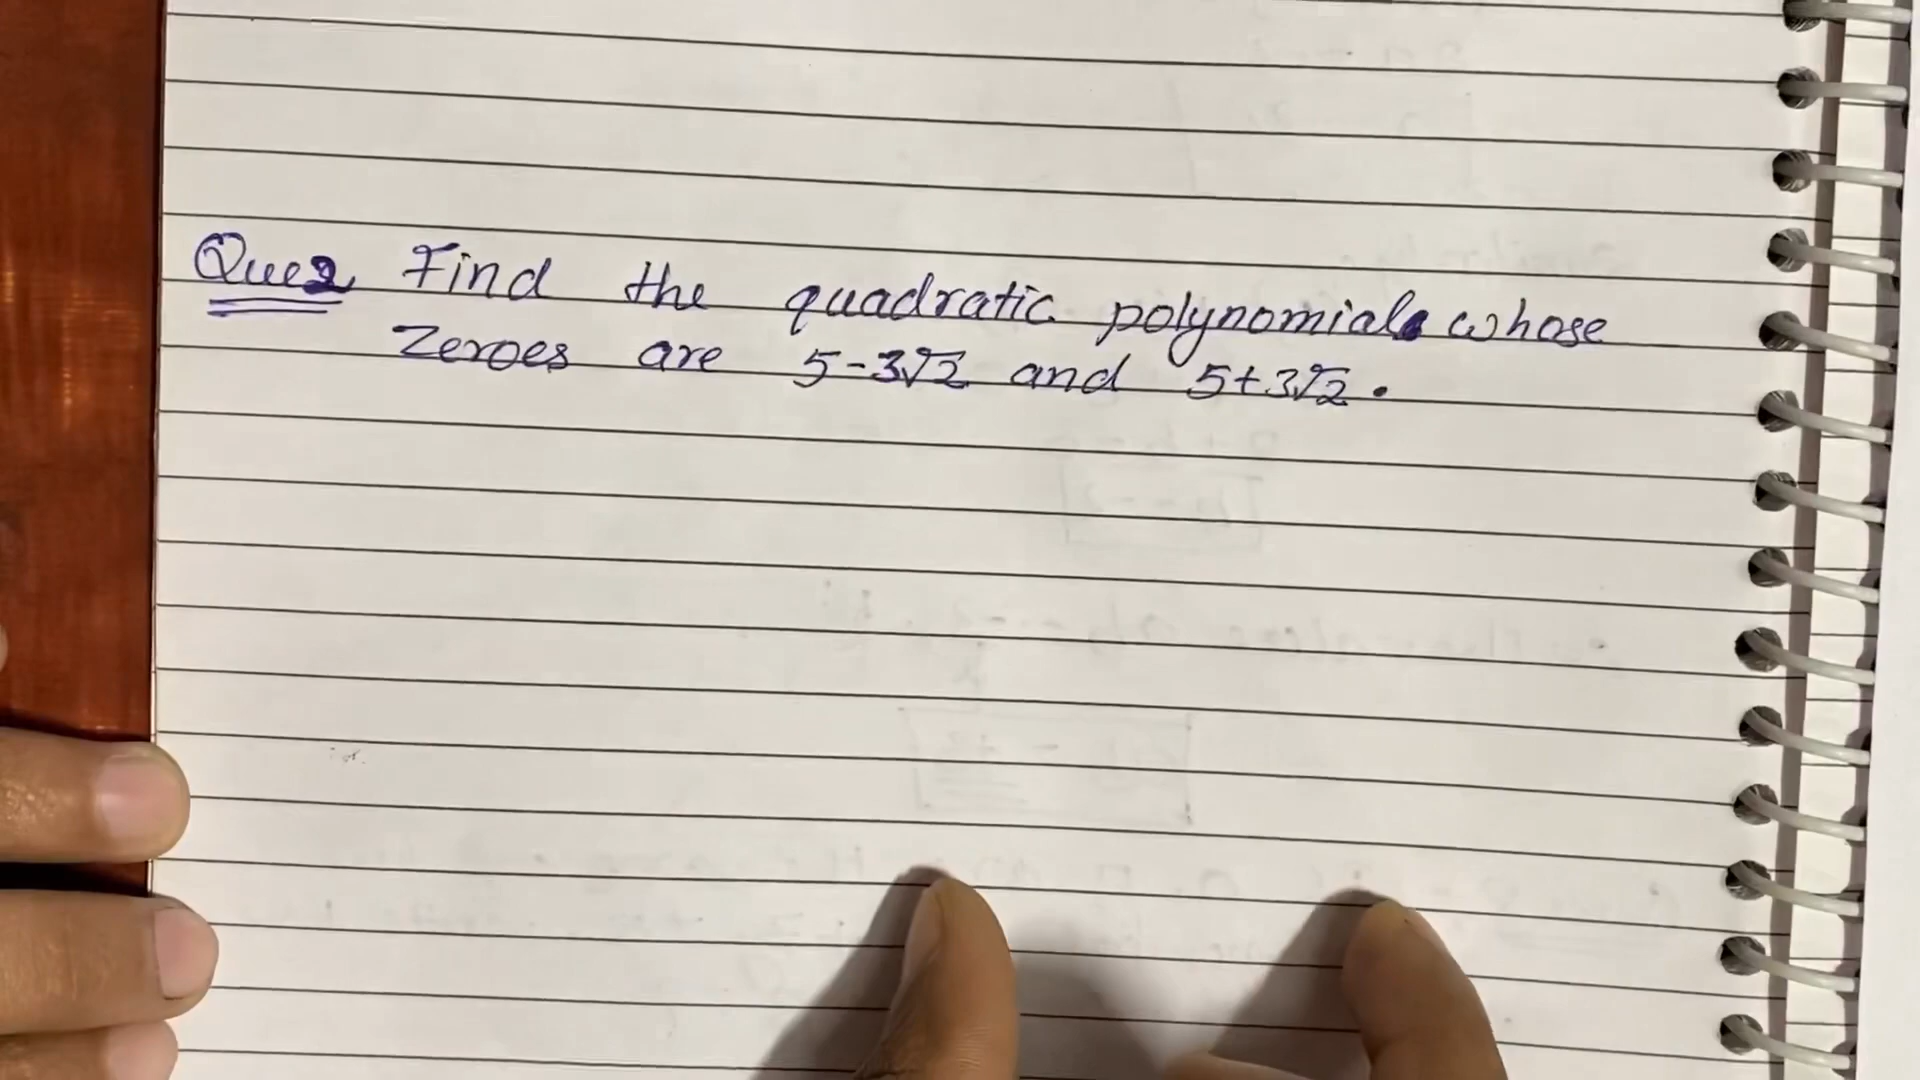 Que2 Find the quadratic polynomial whose
zeroes are 5-3√2 and 5+3√2.